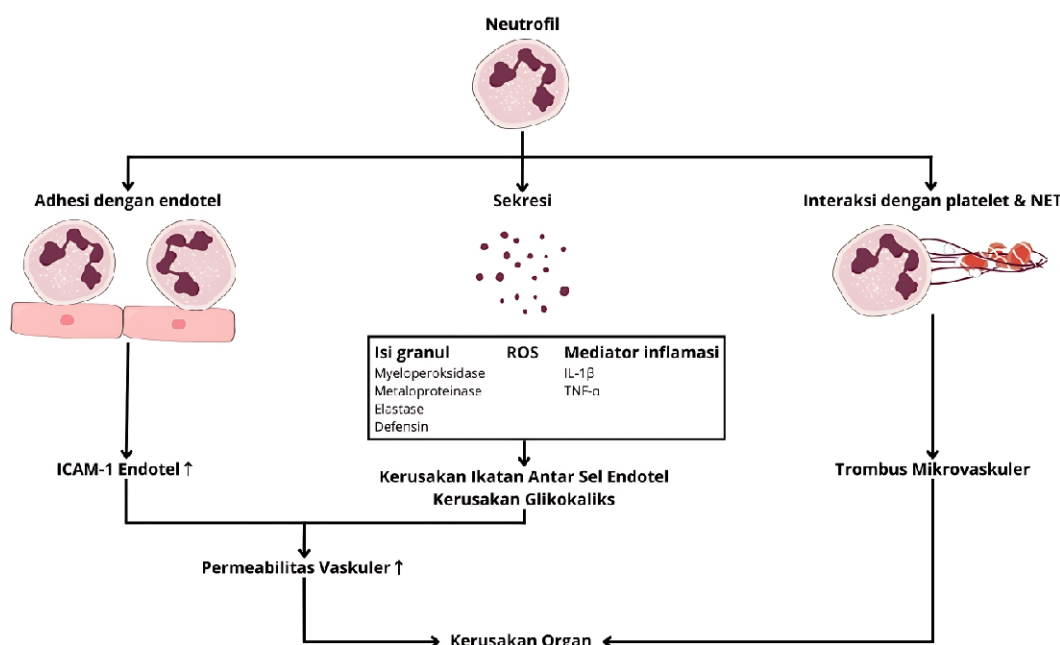 Neutrofil
Adhesi dengan endotel
Sekresi
Interaksi dengan platelet & NET
Isi granul ROS Mediator inflamasi
Myeloperoksidase IL-1β
Metaloproteinase TNF-α
Elastase
Defensin
ICAM-1 Endotel ↑
Kerusakan Ikatan Antar Sel Endotel
Kerusakan Glikokaliks
Trombus Mikrovaskuler
Permeabilitas Vaskuler ↑
Kerusakan Organ